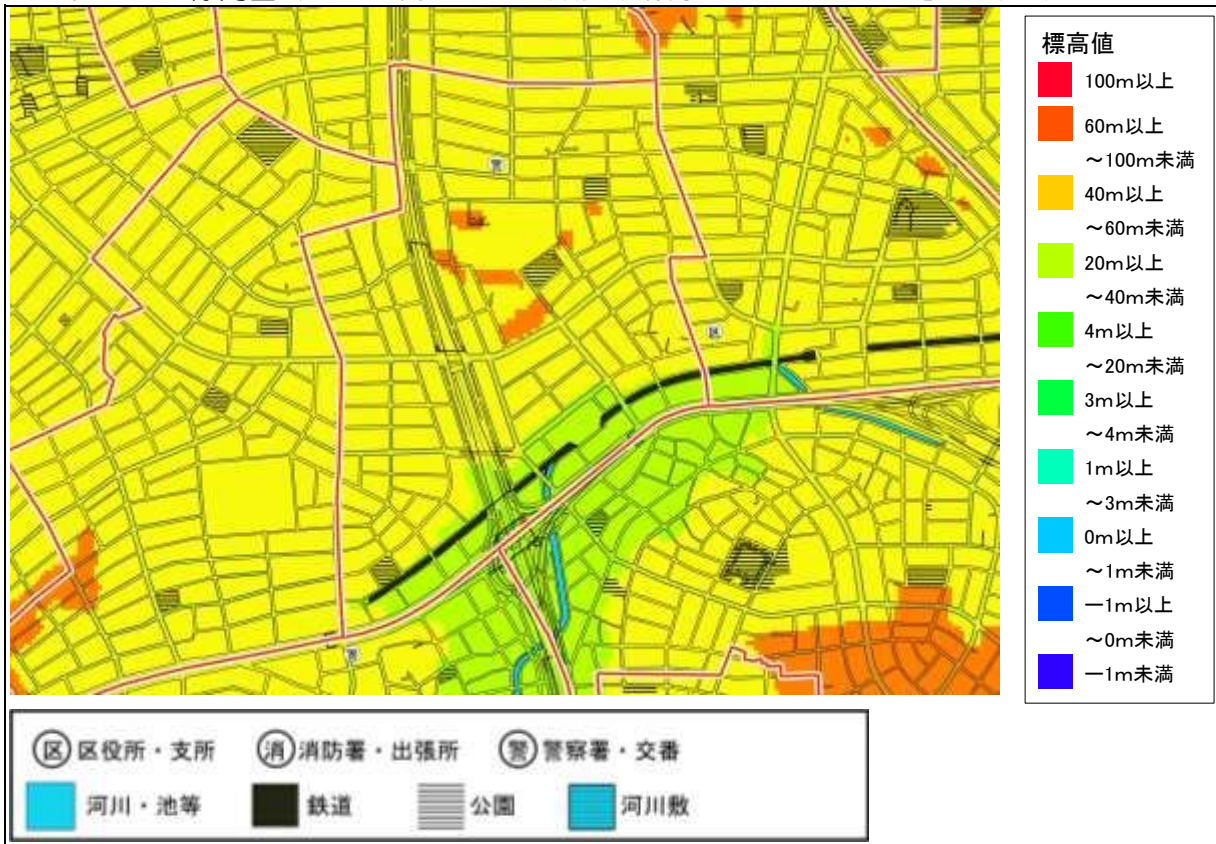 標高値
100m以上
60m以上
～100m未満
40m以上
～60m未満
20m以上
～40m未満
4m以上
～20m未満
3m以上
～4m未満
1m以上
～3m未満
0m以上
～1m未満
－1m以上
～0m未満
－1m未満
警
区
警
区 区役所・支所 消 消防署・出張所 警 警察署・交番
河川・池等 鉄道 公園 河川敷